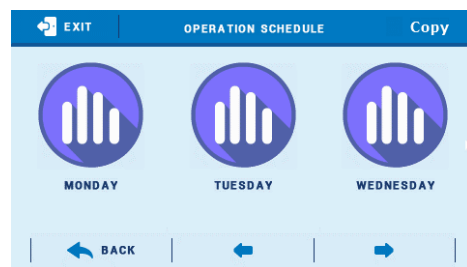 EXIT
OPERATION SCHEDULE
Copy
MONDAY
TUESDAY
WEDNESDAY
BACK